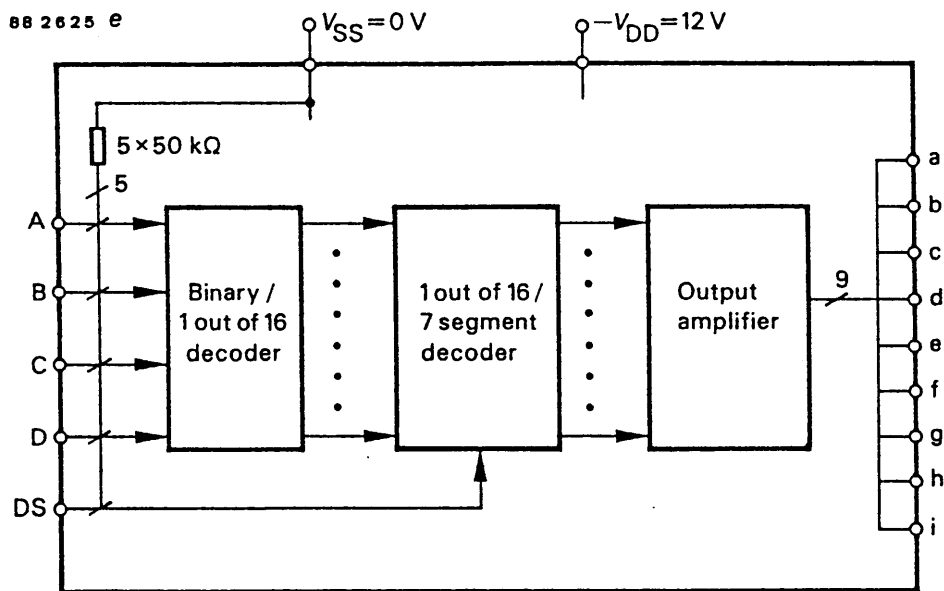 88 2625 e
V_SS = 0 V
−V_DD = 12 V
5 × 50 kΩ
5
A
B
C
D
DS
Binary /
1 out of 16
decoder
1 out of 16 /
7 segment
decoder
Output
amplifier
9
a
b
c
d
e
f
g
h
i